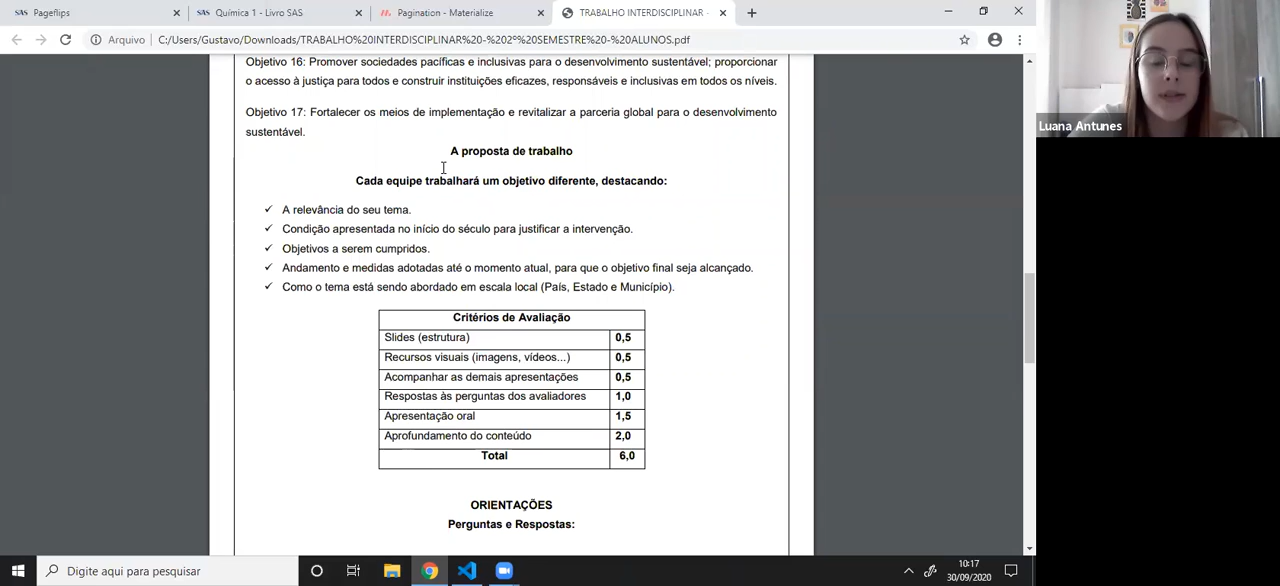 SAS Pageflips
SAS Química 1 - Livro SAS
Pagination - Materialize
TRABALHO INTERDISCIPLINAR -
Arquivo | C:/Users/Gustavo/Downloads/TRABALHO%20INTERDISCIPLINAR%20-%202º%20SEMESTRE%20-%20ALUNOS.pdf
Objetivo 16: Promover sociedades pacíficas e inclusivas para o desenvolvimento sustentável; proporcionar
o acesso à justiça para todos e construir instituições eficazes, responsáveis e inclusivas em todos os níveis.
Objetivo 17: Fortalecer os meios de implementação e revitalizar a parceria global para o desenvolvimento
sustentável.
A proposta de trabalho
Cada equipe trabalhará um objetivo diferente, destacando:
✓ A relevância do seu tema.
✓ Condição apresentada no início do século para justificar a intervenção.
✓ Objetivos a serem cumpridos.
✓ Andamento e medidas adotadas até o momento atual, para que o objetivo final seja alcançado.
✓ Como o tema está sendo abordado em escala local (País, Estado e Município).
Critérios de Avaliação
Slides (estrutura) 0,5
Recursos visuais (imagens, vídeos...) 0,5
Acompanhar as demais apresentações 0,5
Respostas às perguntas dos avaliadores 1,0
Apresentação oral 1,5
Aprofundamento do conteúdo 2,0
Total 6,0
ORIENTAÇÕES
Perguntas e Respostas:
Luana Antunes
Digite aqui para pesquisar
10:17
30/09/2020